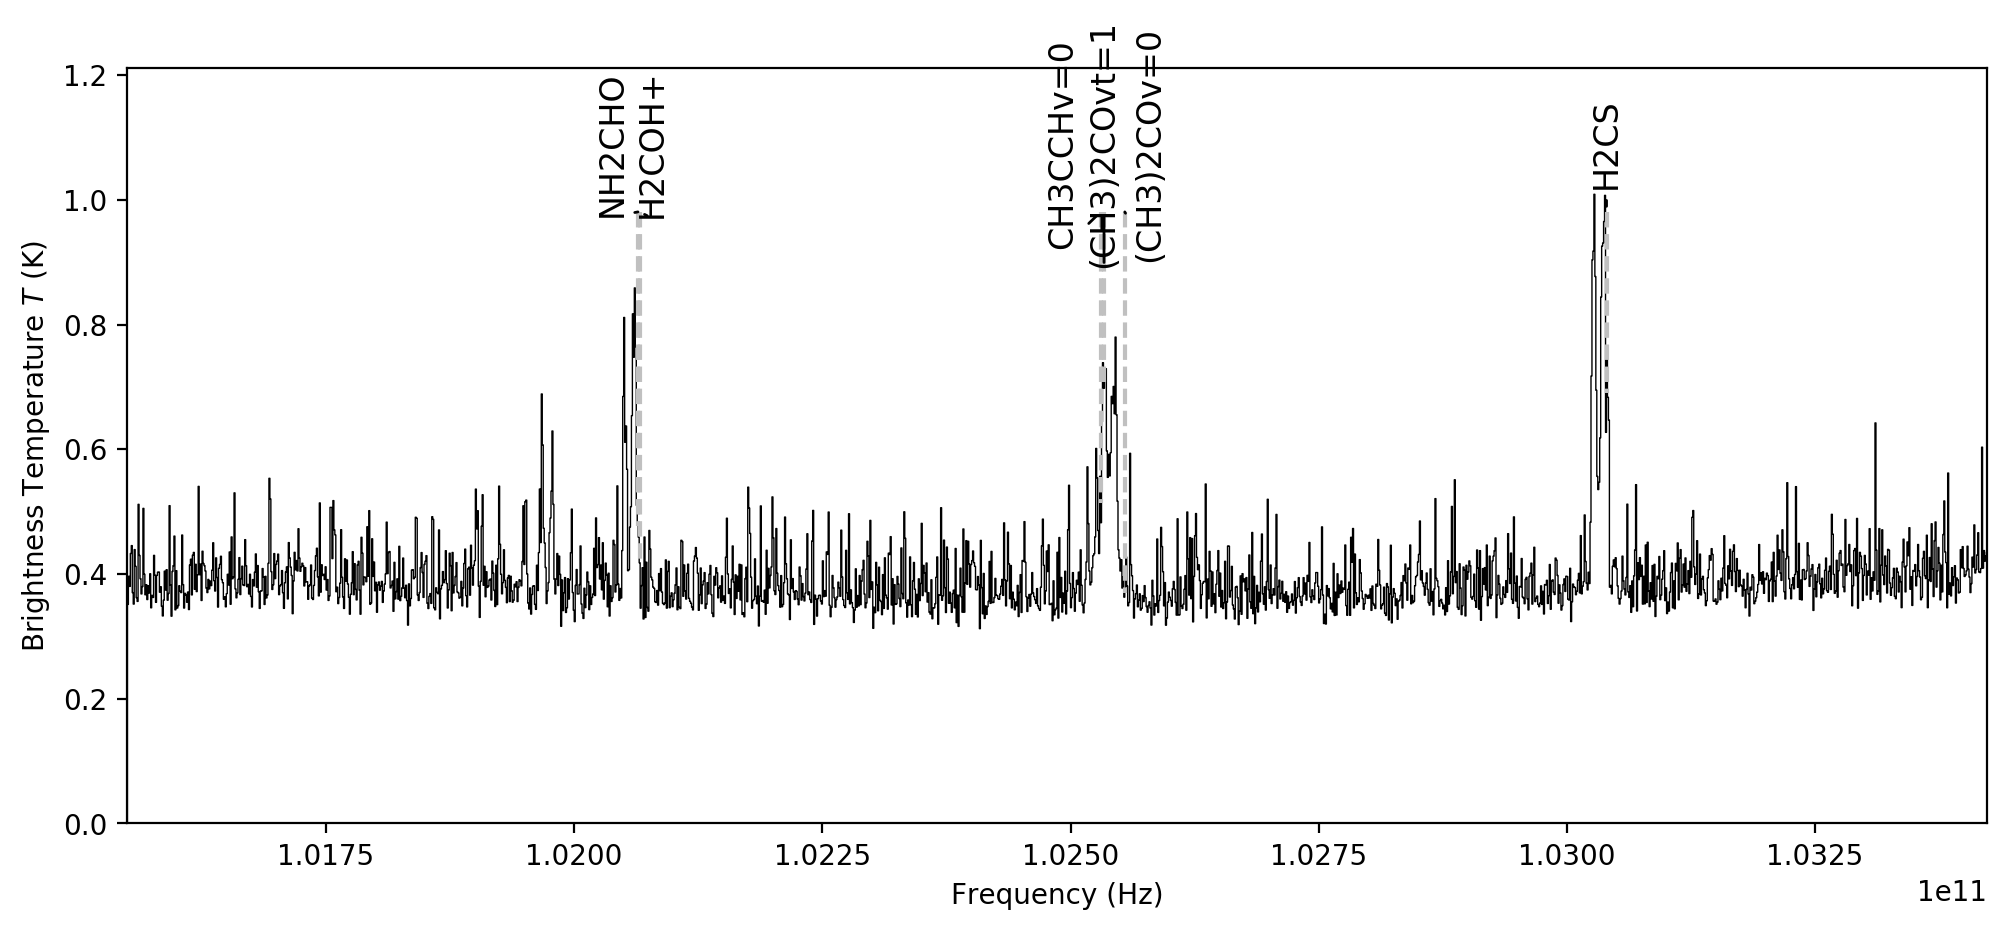 CH3CCHv=0
(CH3)2COvt=1
(CH3)2COv=0
NH2CHO
H2COH+
H2CS
1.2
1.0
0.8
0.6
0.4
0.2
0.0
Brightness Temperature T (K)
1.0175
1.0200
1.0225
1.0250
1.0275
1.0300
1.0325
Frequency (Hz)
1e11